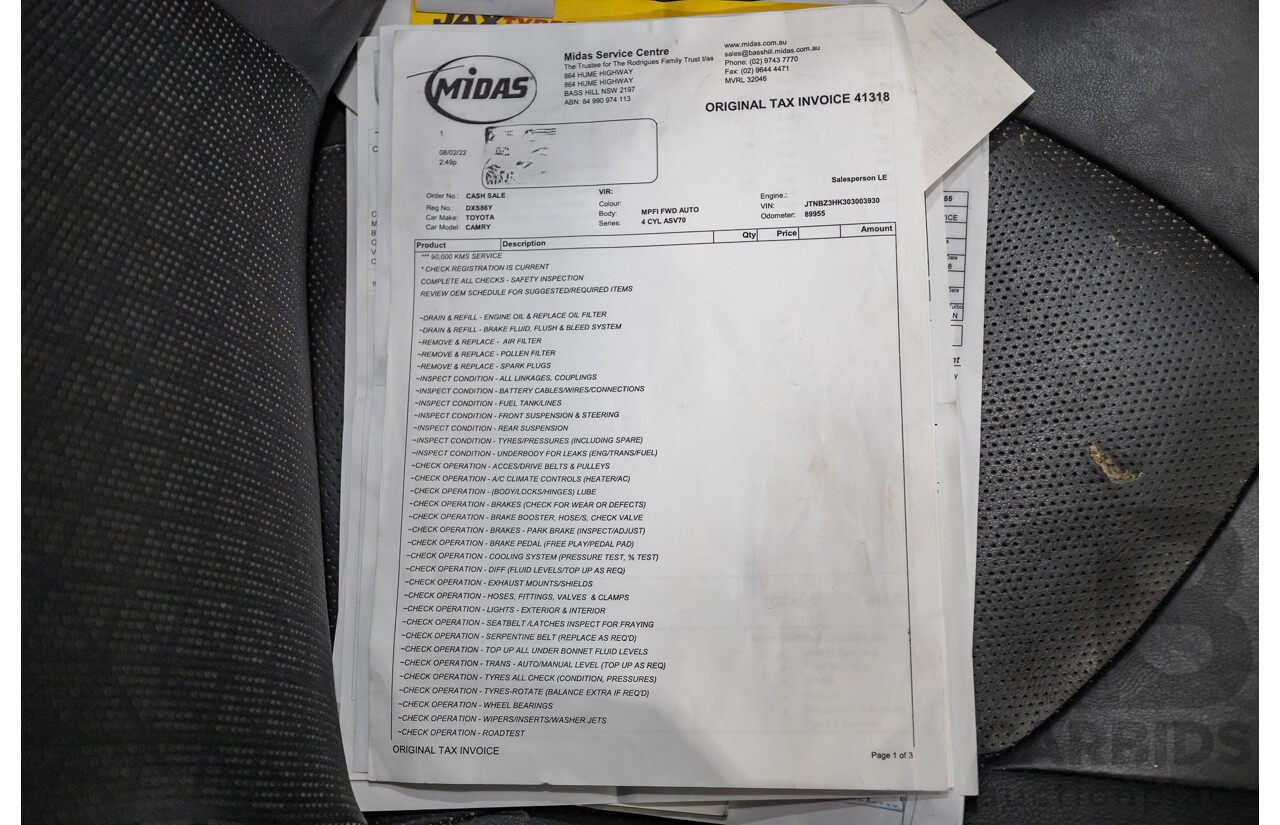 JAX TYRES
MIDAS
Midas Service Centre
The Trustee for The Rodrigues Family Trust t/as
864 HUME HIGHWAY
864 HUME HIGHWAY
BASS HILL NSW 2197
ABN: 84 990 974 113
www.midas.com.au
sales@basshill.midas.com.au
Phone: (02) 9743 7770
Fax: (02) 9644 4471
MVRL 32046
ORIGINAL TAX INVOICE 41318
1
08/02/22
2:49p
Salesperson LE
Order No.: CASH SALE
Reg No.: DXS86Y
Car Make: TOYOTA
Car Model: CAMRY
VIR:
Colour:
Body: MPFI FWD AUTO
Series: 4 CYL ASV70
Engine.:
VIN: JTNBZ3HK303003930
Odometer: 89955
Product Description Qty Price Amount
*** 90,000 KMS SERVICE
* CHECK REGISTRATION IS CURRENT
COMPLETE ALL CHECKS - SAFETY INSPECTION
REVIEW OEM SCHEDULE FOR SUGGESTED/REQUIRED ITEMS
~DRAIN & REFILL - ENGINE OIL & REPLACE OIL FILTER
~DRAIN & REFILL - BRAKE FLUID, FLUSH & BLEED SYSTEM
~REMOVE & REPLACE - AIR FILTER
~REMOVE & REPLACE - POLLEN FILTER
~REMOVE & REPLACE - SPARK PLUGS
~INSPECT CONDITION - ALL LINKAGES, COUPLINGS
~INSPECT CONDITION - BATTERY CABLES/WIRES/CONNECTIONS
~INSPECT CONDITION - FUEL TANK/LINES
~INSPECT CONDITION - FRONT SUSPENSION & STEERING
~INSPECT CONDITION - REAR SUSPENSION
~INSPECT CONDITION - TYRES/PRESSURES (INCLUDING SPARE)
~INSPECT CONDITION - UNDERBODY FOR LEAKS (ENG/TRANS/FUEL)
~CHECK OPERATION - ACCES/DRIVE BELTS & PULLEYS
~CHECK OPERATION - A/C CLIMATE CONTROLS (HEATER/AC)
~CHECK OPERATION - (BODY/LOCKS/HINGES) LUBE
~CHECK OPERATION - BRAKES (CHECK FOR WEAR OR DEFECTS)
~CHECK OPERATION - BRAKE BOOSTER, HOSE/S, CHECK VALVE
~CHECK OPERATION - BRAKES - PARK BRAKE (INSPECT/ADJUST)
~CHECK OPERATION - BRAKE PEDAL (FREE PLAY/PEDAL PAD)
~CHECK OPERATION - COOLING SYSTEM (PRESSURE TEST, % TEST)
~CHECK OPERATION - DIFF (FLUID LEVELS/TOP UP AS REQ)
~CHECK OPERATION - EXHAUST MOUNTS/SHIELDS
~CHECK OPERATION - HOSES, FITTINGS, VALVES & CLAMPS
~CHECK OPERATION - LIGHTS - EXTERIOR & INTERIOR
~CHECK OPERATION - SEATBELT /LATCHES INSPECT FOR FRAYING
~CHECK OPERATION - SERPENTINE BELT (REPLACE AS REQ'D)
~CHECK OPERATION - TOP UP ALL UNDER BONNET FLUID LEVELS
~CHECK OPERATION - TRANS - AUTO/MANUAL LEVEL (TOP UP AS REQ)
~CHECK OPERATION - TYRES ALL CHECK (CONDITION, PRESSURES)
~CHECK OPERATION - TYRES-ROTATE (BALANCE EXTRA IF REQ'D)
~CHECK OPERATION - WHEEL BEARINGS
~CHECK OPERATION - WIPERS/INSERTS/WASHER JETS
~CHECK OPERATION - ROADTEST
ORIGINAL TAX INVOICE
Page 1 of 3